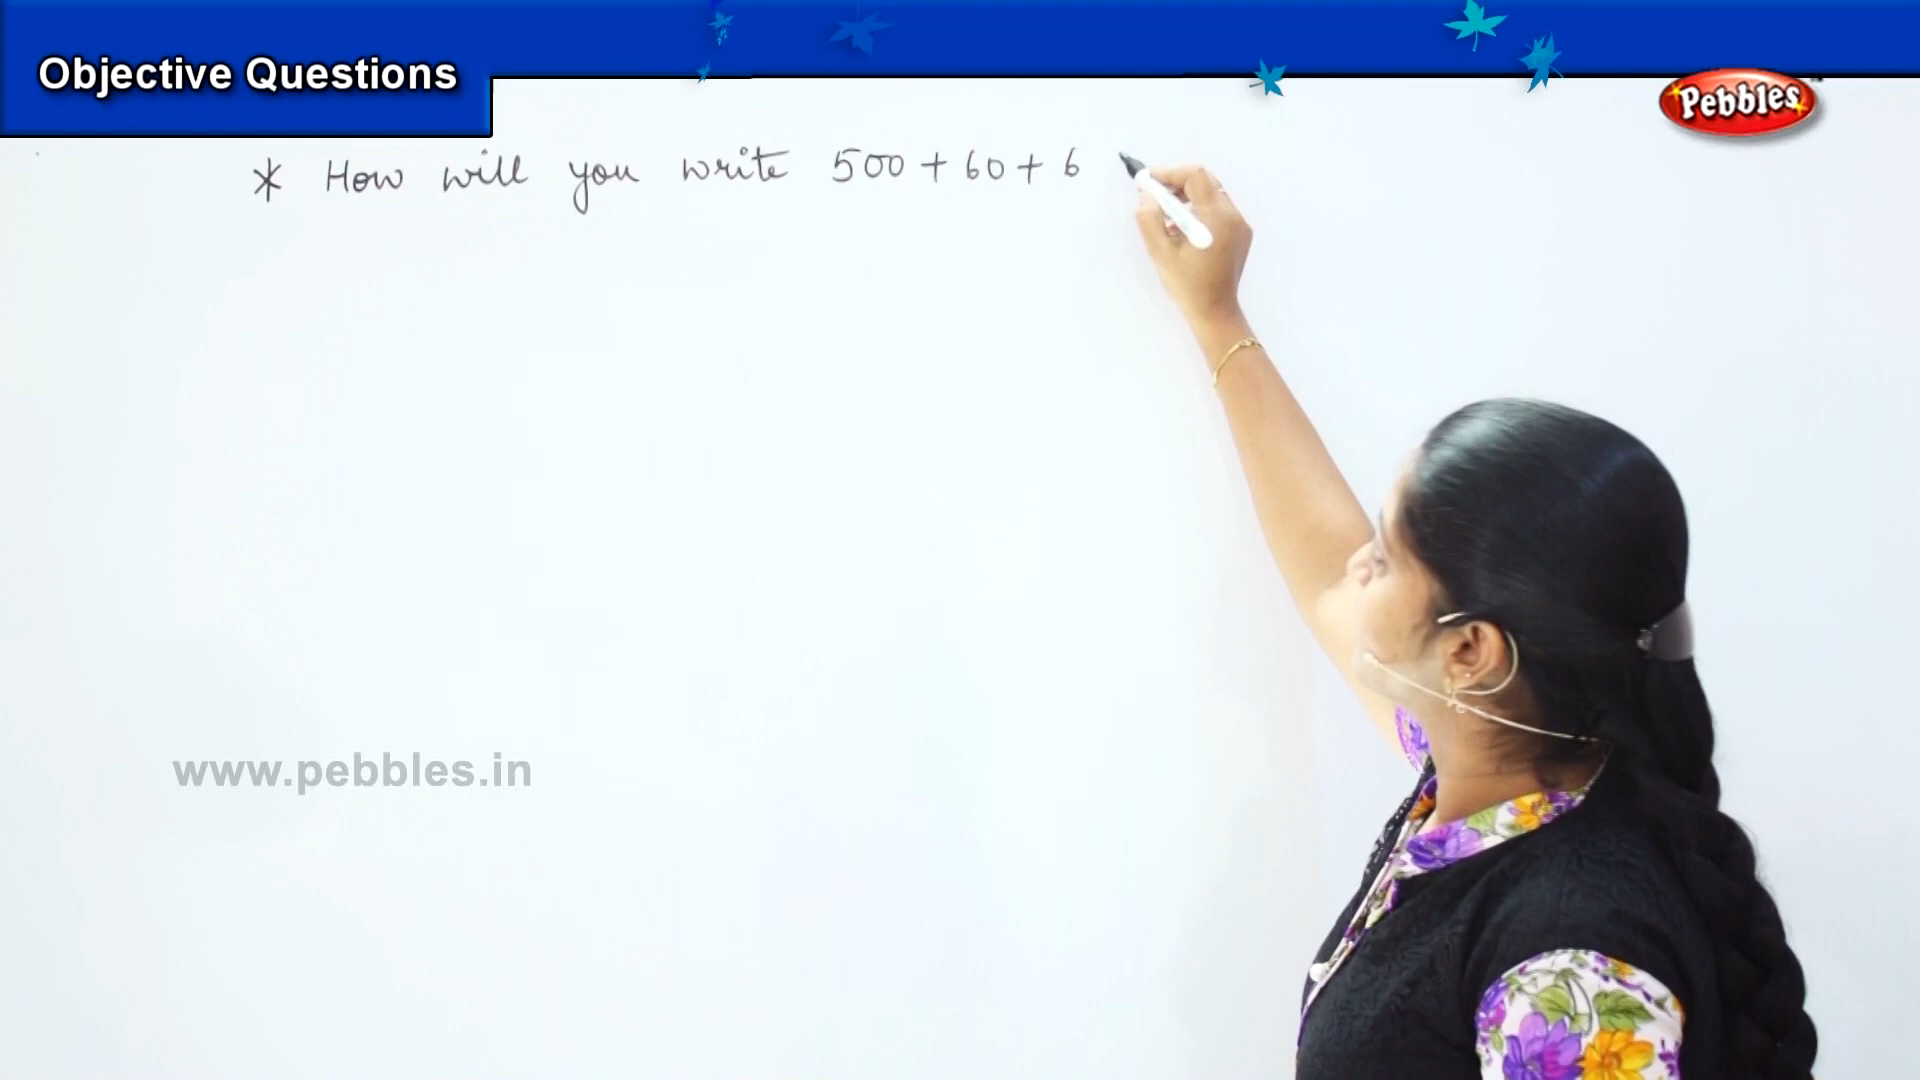 Objective Questions
Pebbles
* How will you write 500 + 60 + 6
www.pebbles.in